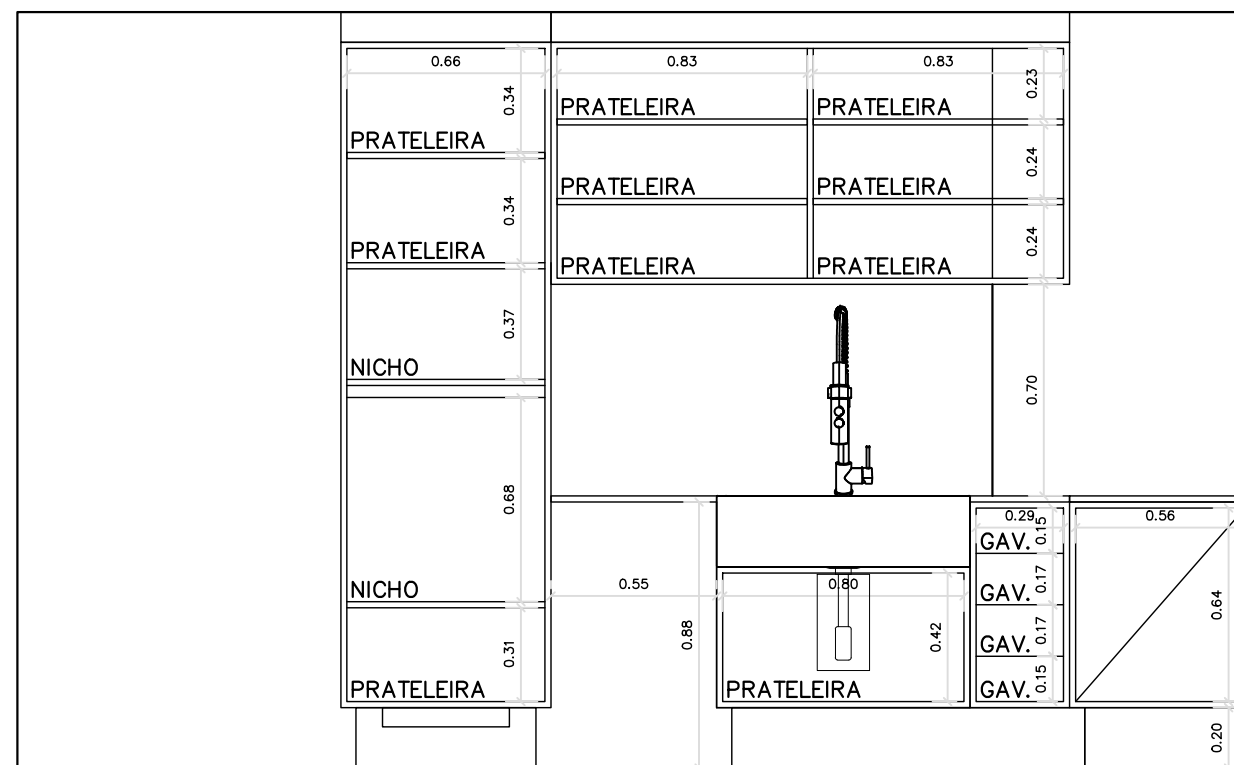 0.66
0.83
0.83
0.23
0.34
PRATELEIRA
PRATELEIRA
PRATELEIRA
0.24
PRATELEIRA
PRATELEIRA
0.34
PRATELEIRA
0.24
PRATELEIRA
PRATELEIRA
0.37
NICHO
0.70
0.68
0.29
0.15
0.56
GAV.
NICHO
0.55
0.80
0.17
GAV.
0.88
0.64
0.42
0.17
GAV.
0.31
PRATELEIRA
PRATELEIRA
0.15
GAV.
0.20